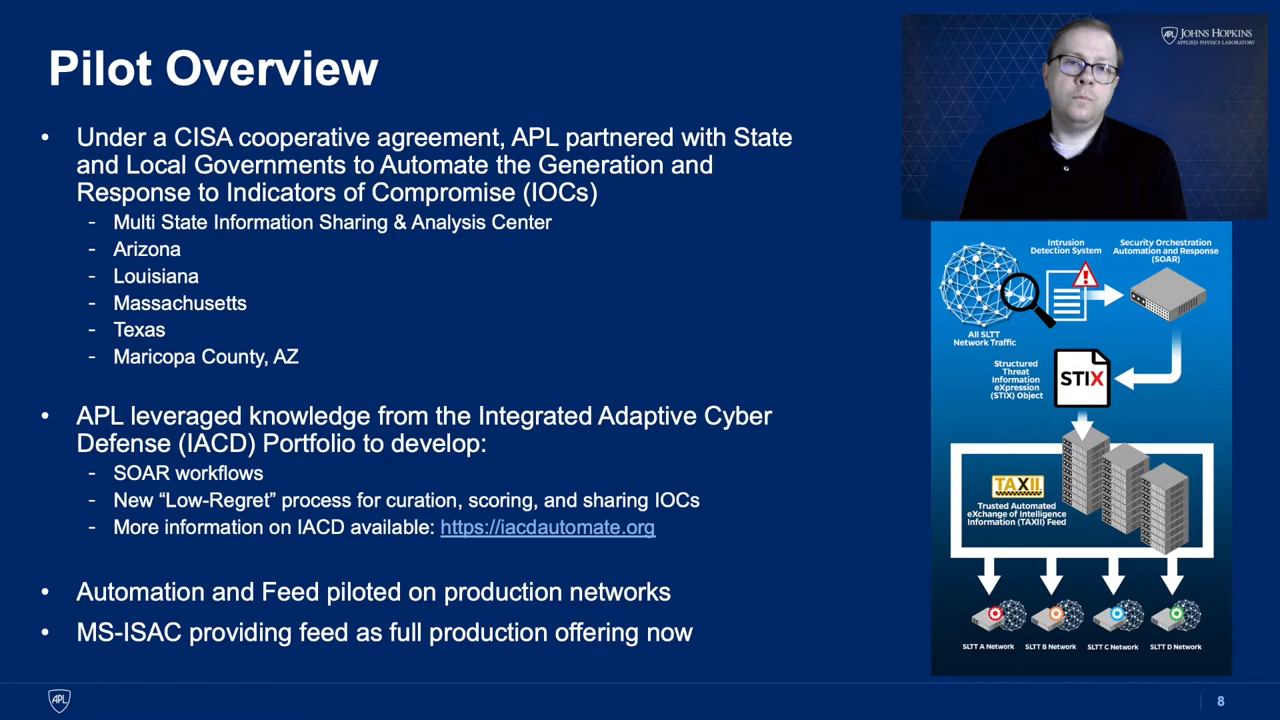 Pilot Overview
• Under a CISA cooperative agreement, APL partnered with State
and Local Governments to Automate the Generation and
Response to Indicators of Compromise (IOCs)
- Multi State Information Sharing & Analysis Center
- Arizona
- Louisiana
- Massachusetts
- Texas
- Maricopa County, AZ
• APL leveraged knowledge from the Integrated Adaptive Cyber
Defense (IACD) Portfolio to develop:
- SOAR workflows
- New “Low-Regret” process for curation, scoring, and sharing IOCs
- More information on IACD available: https://iacdautomate.org
• Automation and Feed piloted on production networks
• MS-ISAC providing feed as full production offering now
APL
JOHNS HOPKINS
APPLIED PHYSICS LABORATORY
Intrusion
Detection System
Security Orchestration
Automation and Response
(SOAR)
All SLTT
Network Traffic
Structured
Threat
Information
eXpression
(STIX) Object
STIX
TAXII
Trusted Automated
eXchange of Intelligence
Information (TAXII) Feed
SLTT A Network
SLTT B Network
SLTT C Network
SLTT D Network
APL
8